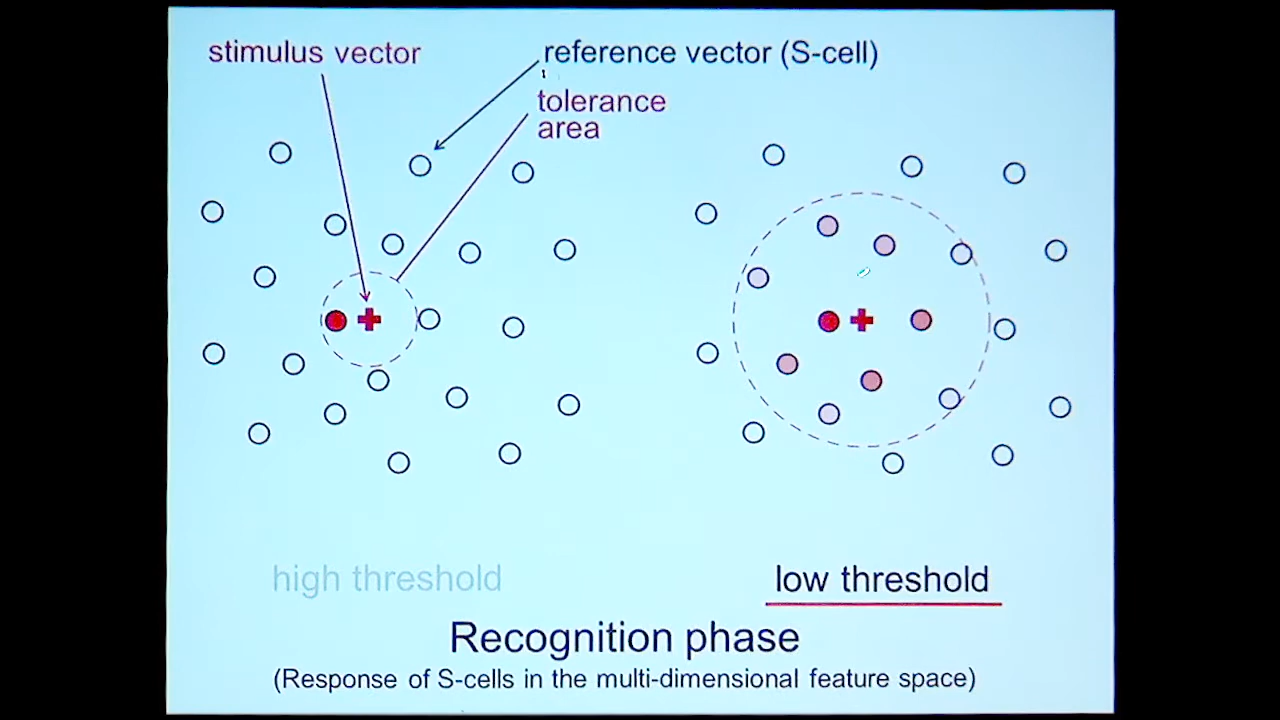 stimulus vector
reference vector (S-cell)
tolerance
area
high threshold
low threshold
Recognition phase
(Response of S-cells in the multi-dimensional feature space)